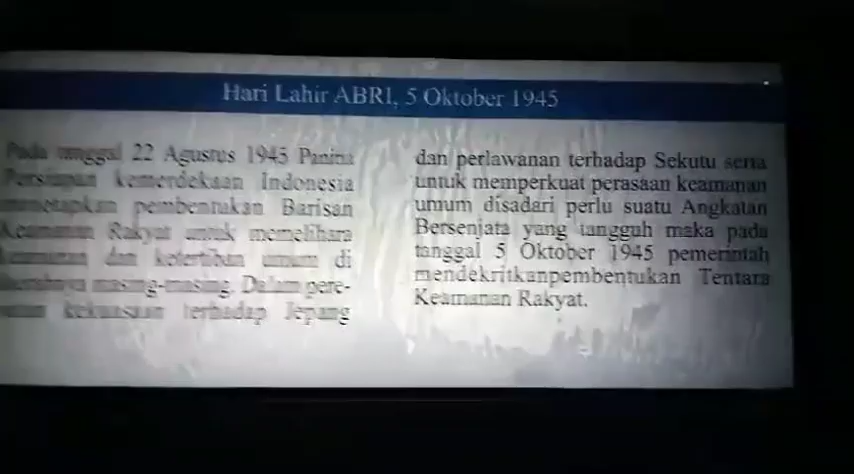 Hari Lahir ABRI, 5 Oktober 1945
Pada tanggal 22 Agustus 1945 Panitia
Persiapan kemerdekaan Indonesia
menetapkan pembentukan Barisan
Keamanan Rakyat untuk memelihara
keamanan dan ketertiban umum di
masing-masing. Dalam pere-
kekuasaan terhadap Jepang
dan perlawanan terhadap Sekutu serta
untuk memperkuat perasaan keamanan
umum disadari perlu suatu Angkatan
Bersenjata yang tangguh maka pada
tanggal 5 Oktober 1945 pemerintah
mendekritkanpembentukan Tentara
Keamanan Rakyat.